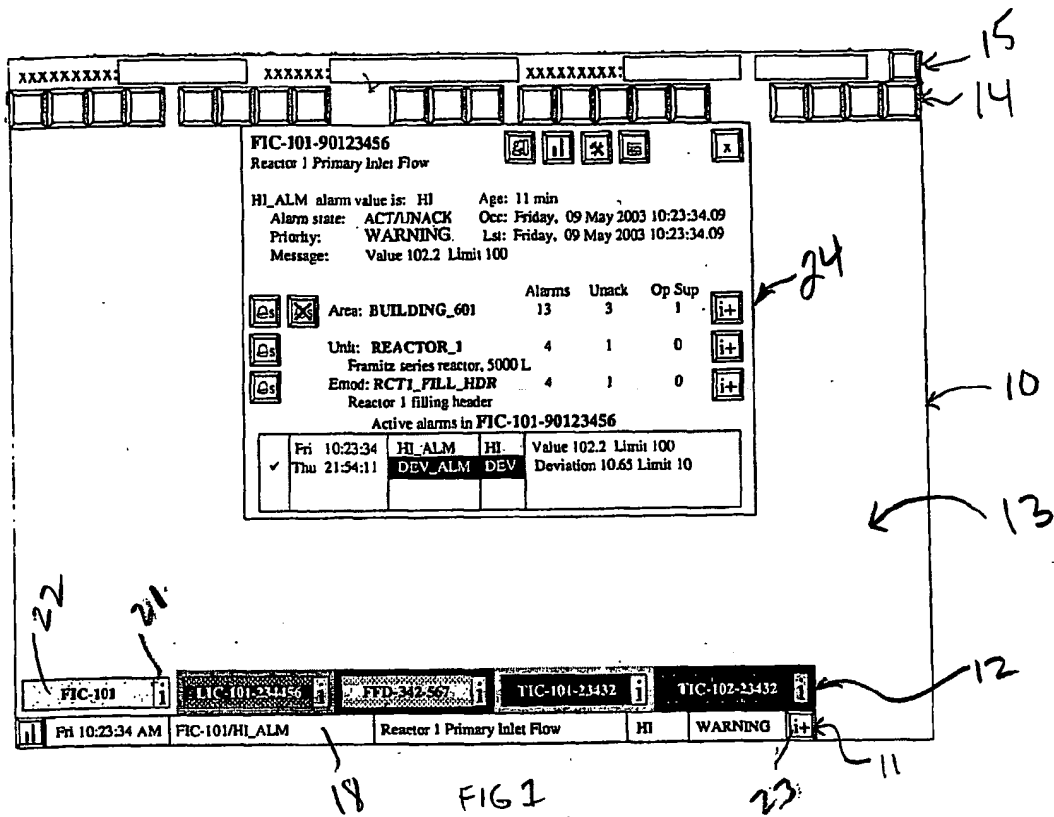 15
xxxxxxxxx: xxxxxx: xxxxxxxxx:
14
FIC-101-90123456
x
Reactor 1 Primary Inlet Flow
HI_ALM alarm value is: HI Age: 11 min
Alarm state: ACT/UNACK Occ: Friday, 09 May 2003 10:23:34.09
Priority: WARNING. Lst: Friday, 09 May 2003 10:23:34.09
Message: Value 102.2 Limit 100
24
Alarms Unack Op Sup
s Area: BUILDING_601 13 3 1 i+
s Unit: REACTOR_1 4 1 0 i+
Framitz series reactor, 5000 L
s Emod: RCT1_FILL_HDR 4 1 0 i+
Reactor 1 filling header
10
Active alarms in FIC-101-90123456
Fri 10:23:34 HI_ALM HI Value 102.2 Limit 100
✓ Thu 21:54:11 DEV_ALM DEV Deviation 10.65 Limit 10
13
22 21
12
FIC-101 i LIC-101-234456 i FFD-342-567 i TIC-101-23432 i TIC-102-23432 i
Fri 10:23:34 AM FIC-101/HI_ALM Reactor 1 Primary Inlet Flow HI WARNING i+
11
18 FIG 1 23